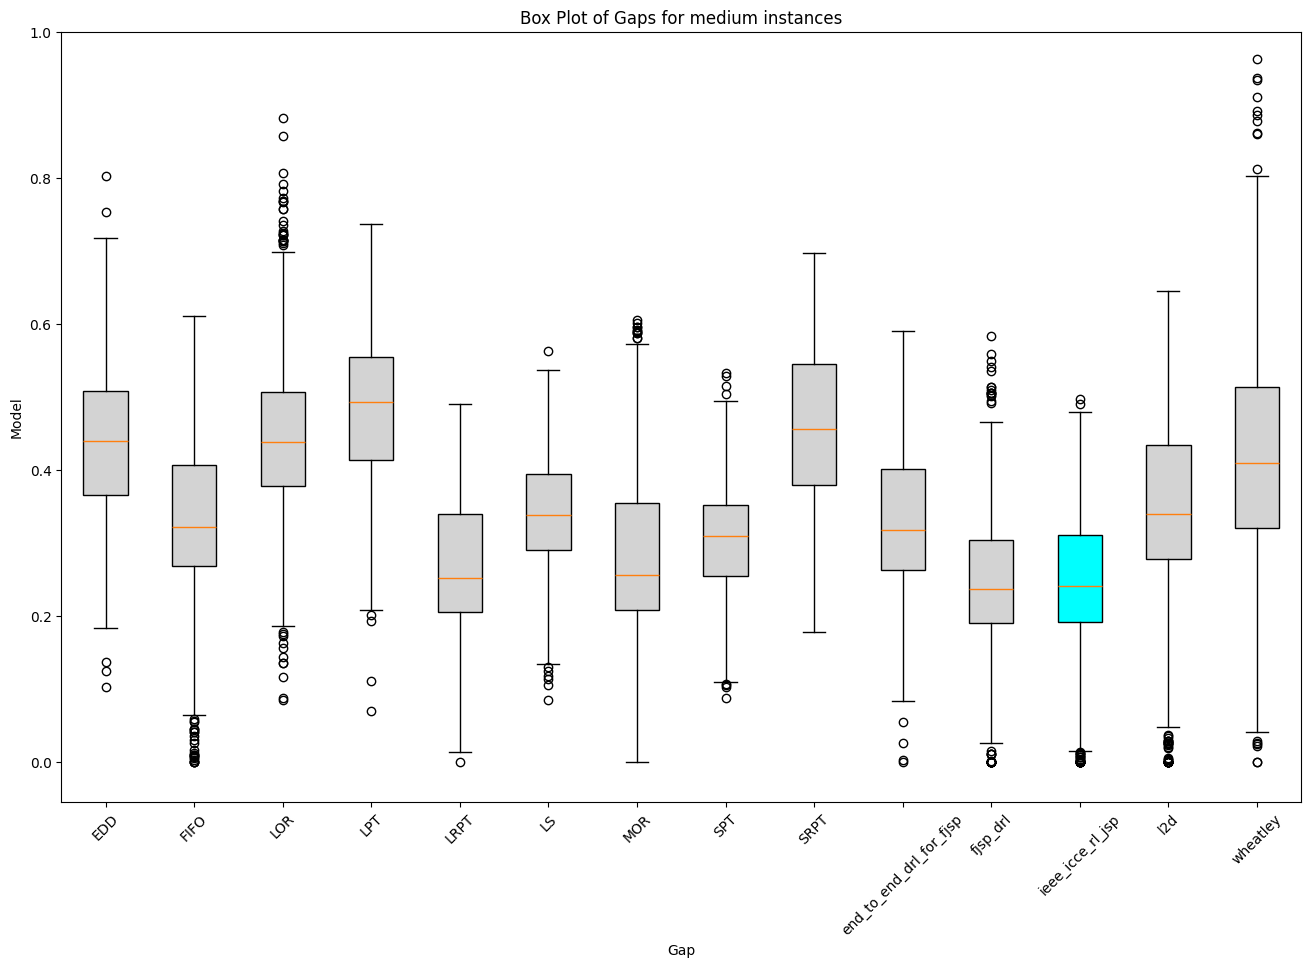 Box Plot of Gaps for medium instances
Model
1.0
0.8
0.6
0.4
0.2
0.0
EDD
FIFO
LOR
LPT
LRPT
LS
MOR
SPT
SRPT
end_to_end_drl_for_fjsp
fjsp_drl
ieee_icce_rl_jsp
l2d
wheatley
Gap